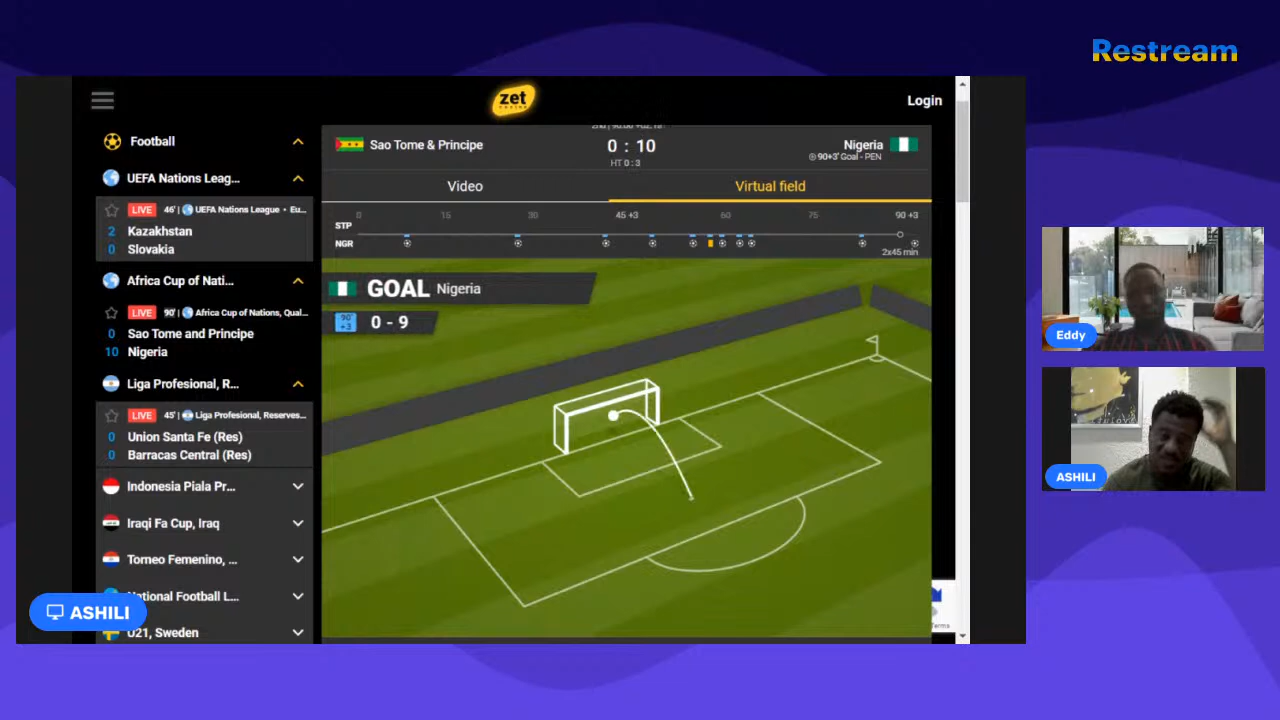 Restream
zet
Login
Football
UEFA Nations Leag...
LIVE 46' | UEFA Nations League • Eu...
2 Kazakhstan
0 Slovakia
Africa Cup of Nati...
LIVE 90' | Africa Cup of Nations, Qual...
0 Sao Tome and Principe
10 Nigeria
Liga Profesional, R...
LIVE 45' | Liga Profesional, Reserves...
0 Union Santa Fe (Res)
0 Barracas Central (Res)
Indonesia Piala Pr...
Iraqi Fa Cup, Iraq
Torneo Femenino, ...
National Football L...
U21, Sweden
Sao Tome & Principe
0 : 10
HT 0 : 3
Nigeria
90+3' Goal - PEN
Video
Virtual field
0 15 30 45 +3 60 75 90 +3
STP
NGR
2x45 min
GOAL Nigeria
90' +3
0 - 9
Eddy
ASHILI
ASHILI